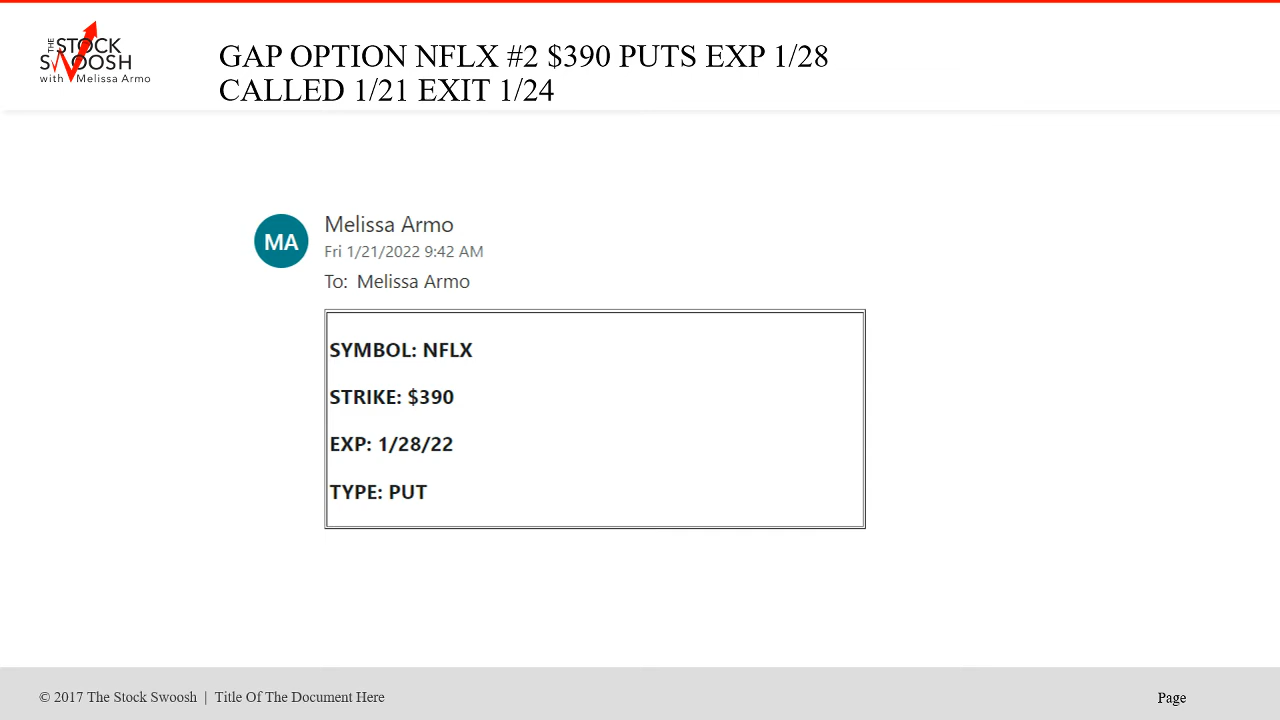 THE STOCK
SWOOSH
with Melissa Armo
GAP OPTION NFLX #2 $390 PUTS EXP 1/28
CALLED 1/21 EXIT 1/24
MA
Melissa Armo
Fri 1/21/2022 9:42 AM
To: Melissa Armo
SYMBOL: NFLX
STRIKE: $390
EXP: 1/28/22
TYPE: PUT
© 2017 The Stock Swoosh | Title Of The Document Here
Page